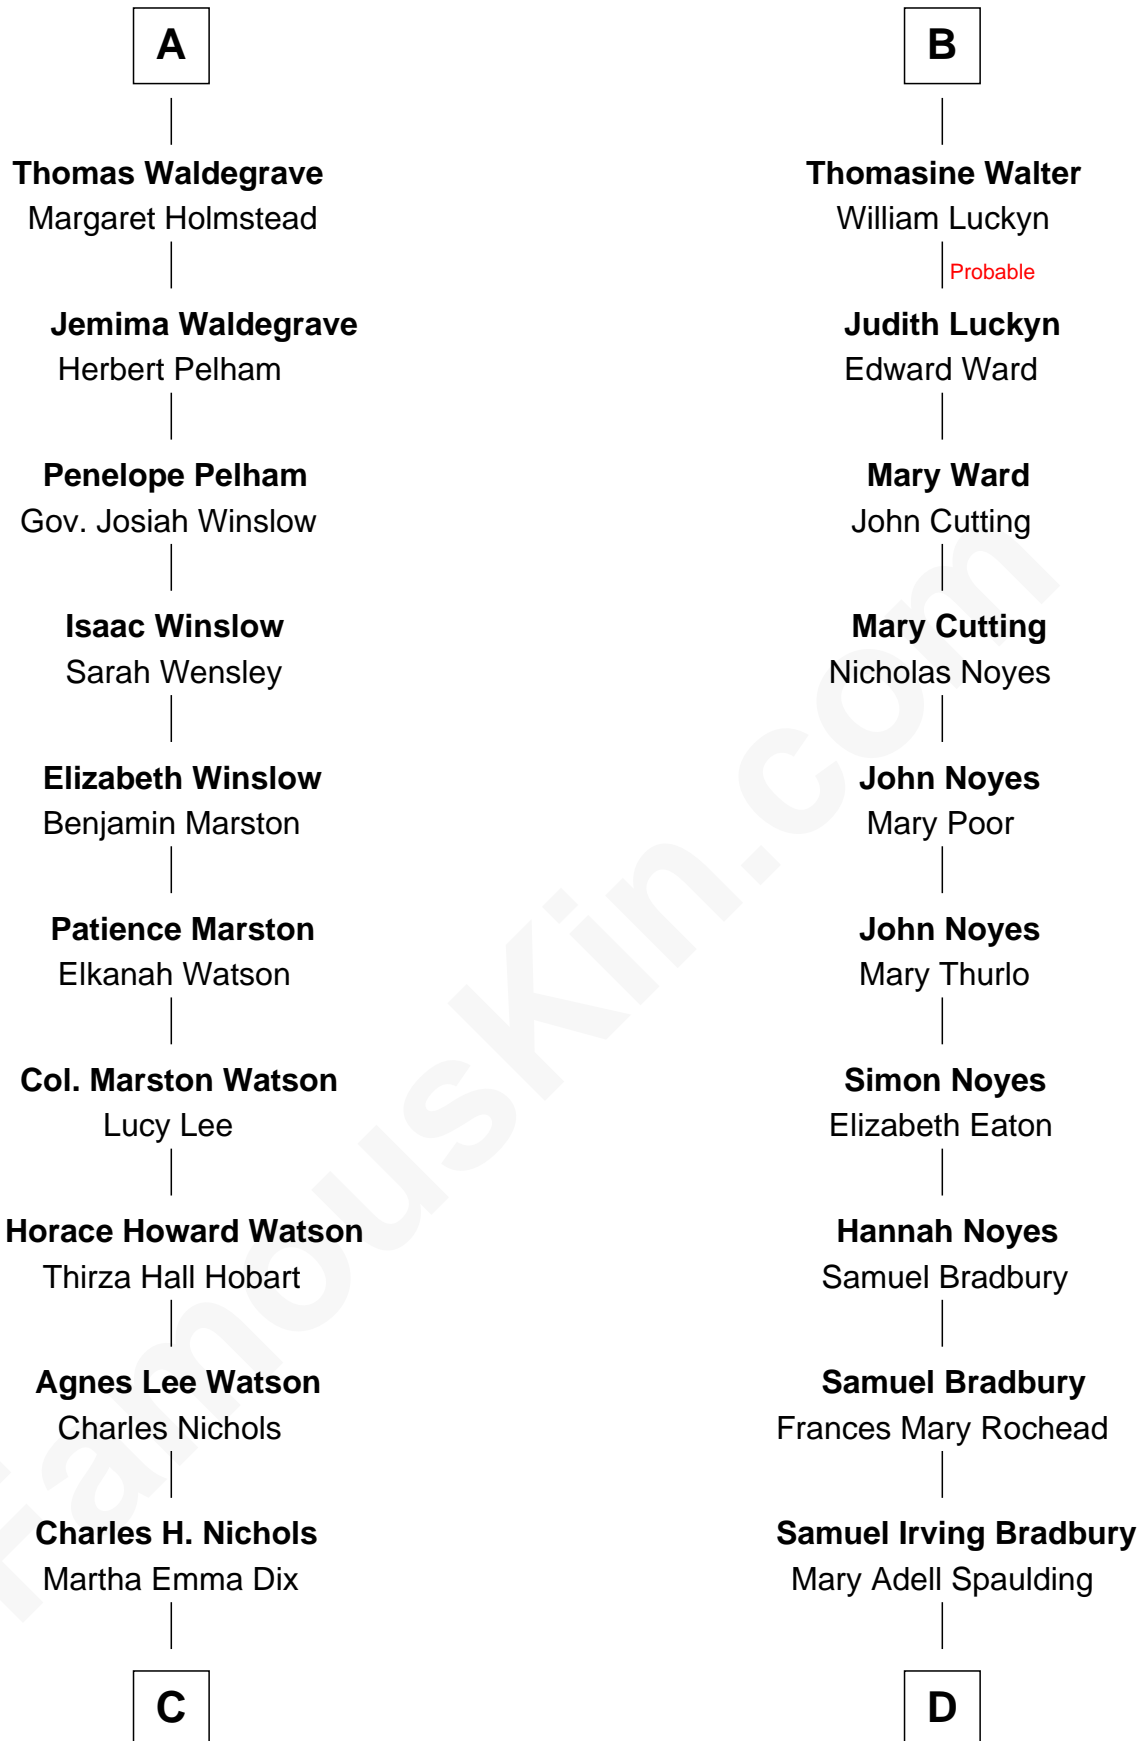 A
Thomas Waldegrave
Margaret Holmstead
Jemima Waldegrave
Herbert Pelham
Penelope Pelham
Gov. Josiah Winslow
Isaac Winslow
Sarah Wensley
Elizabeth Winslow
Benjamin Marston
Patience Marston
Elkanah Watson
Col. Marston Watson
Lucy Lee
Horace Howard Watson
Thirza Hall Hobart
Agnes Lee Watson
Charles Nichols
Charles H. Nichols
Martha Emma Dix
C
B
Thomasine Walter
William Luckyn
Probable
Judith Luckyn
Edward Ward
Mary Ward
John Cutting
Mary Cutting
Nicholas Noyes
John Noyes
Mary Poor
John Noyes
Mary Thurlo
Simon Noyes
Elizabeth Eaton
Hannah Noyes
Samuel Bradbury
Samuel Bradbury
Frances Mary Rochead
Samuel Irving Bradbury
Mary Adell Spaulding
D
FamousKin.com